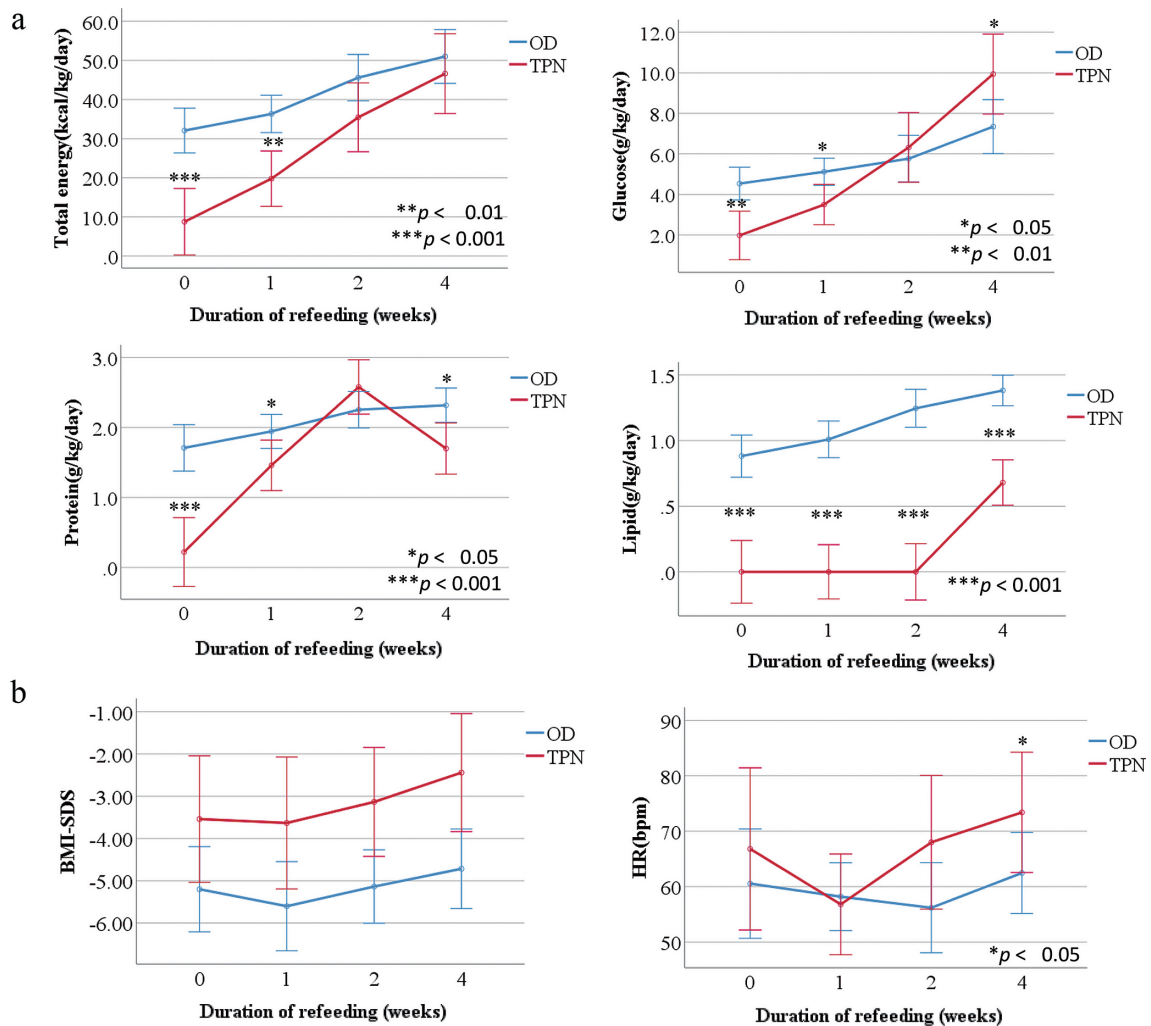 a
Total energy(kcal/kg/day)
60.0
50.0
40.0
30.0
20.0
10.0
.0
***
**
OD
TPN
**p < 0.01
***p < 0.001
0 1 2 4
Duration of refeeding (weeks)
Glucose(g/kg/day)
12.0
10.0
8.0
6.0
4.0
2.0
**
*
*
OD
TPN
*p < 0.05
**p < 0.01
0 1 2 4
Duration of refeeding (weeks)
Protein(g/kg/day)
3.0
2.0
1.0
.0
***
*
*
OD
TPN
*p < 0.05
***p < 0.001
0 1 2 4
Duration of refeeding (weeks)
Lipid(g/kg/day)
1.5
1.0
.5
.0
***
***
***
***
OD
TPN
***p < 0.001
0 1 2 4
Duration of refeeding (weeks)
b
BMI-SDS
-1.00
-2.00
-3.00
-4.00
-5.00
-6.00
OD
TPN
0 1 2 4
Duration of refeeding (weeks)
HR(bpm)
90
80
70
60
50
*
OD
TPN
*p < 0.05
0 1 2 4
Duration of refeeding (weeks)